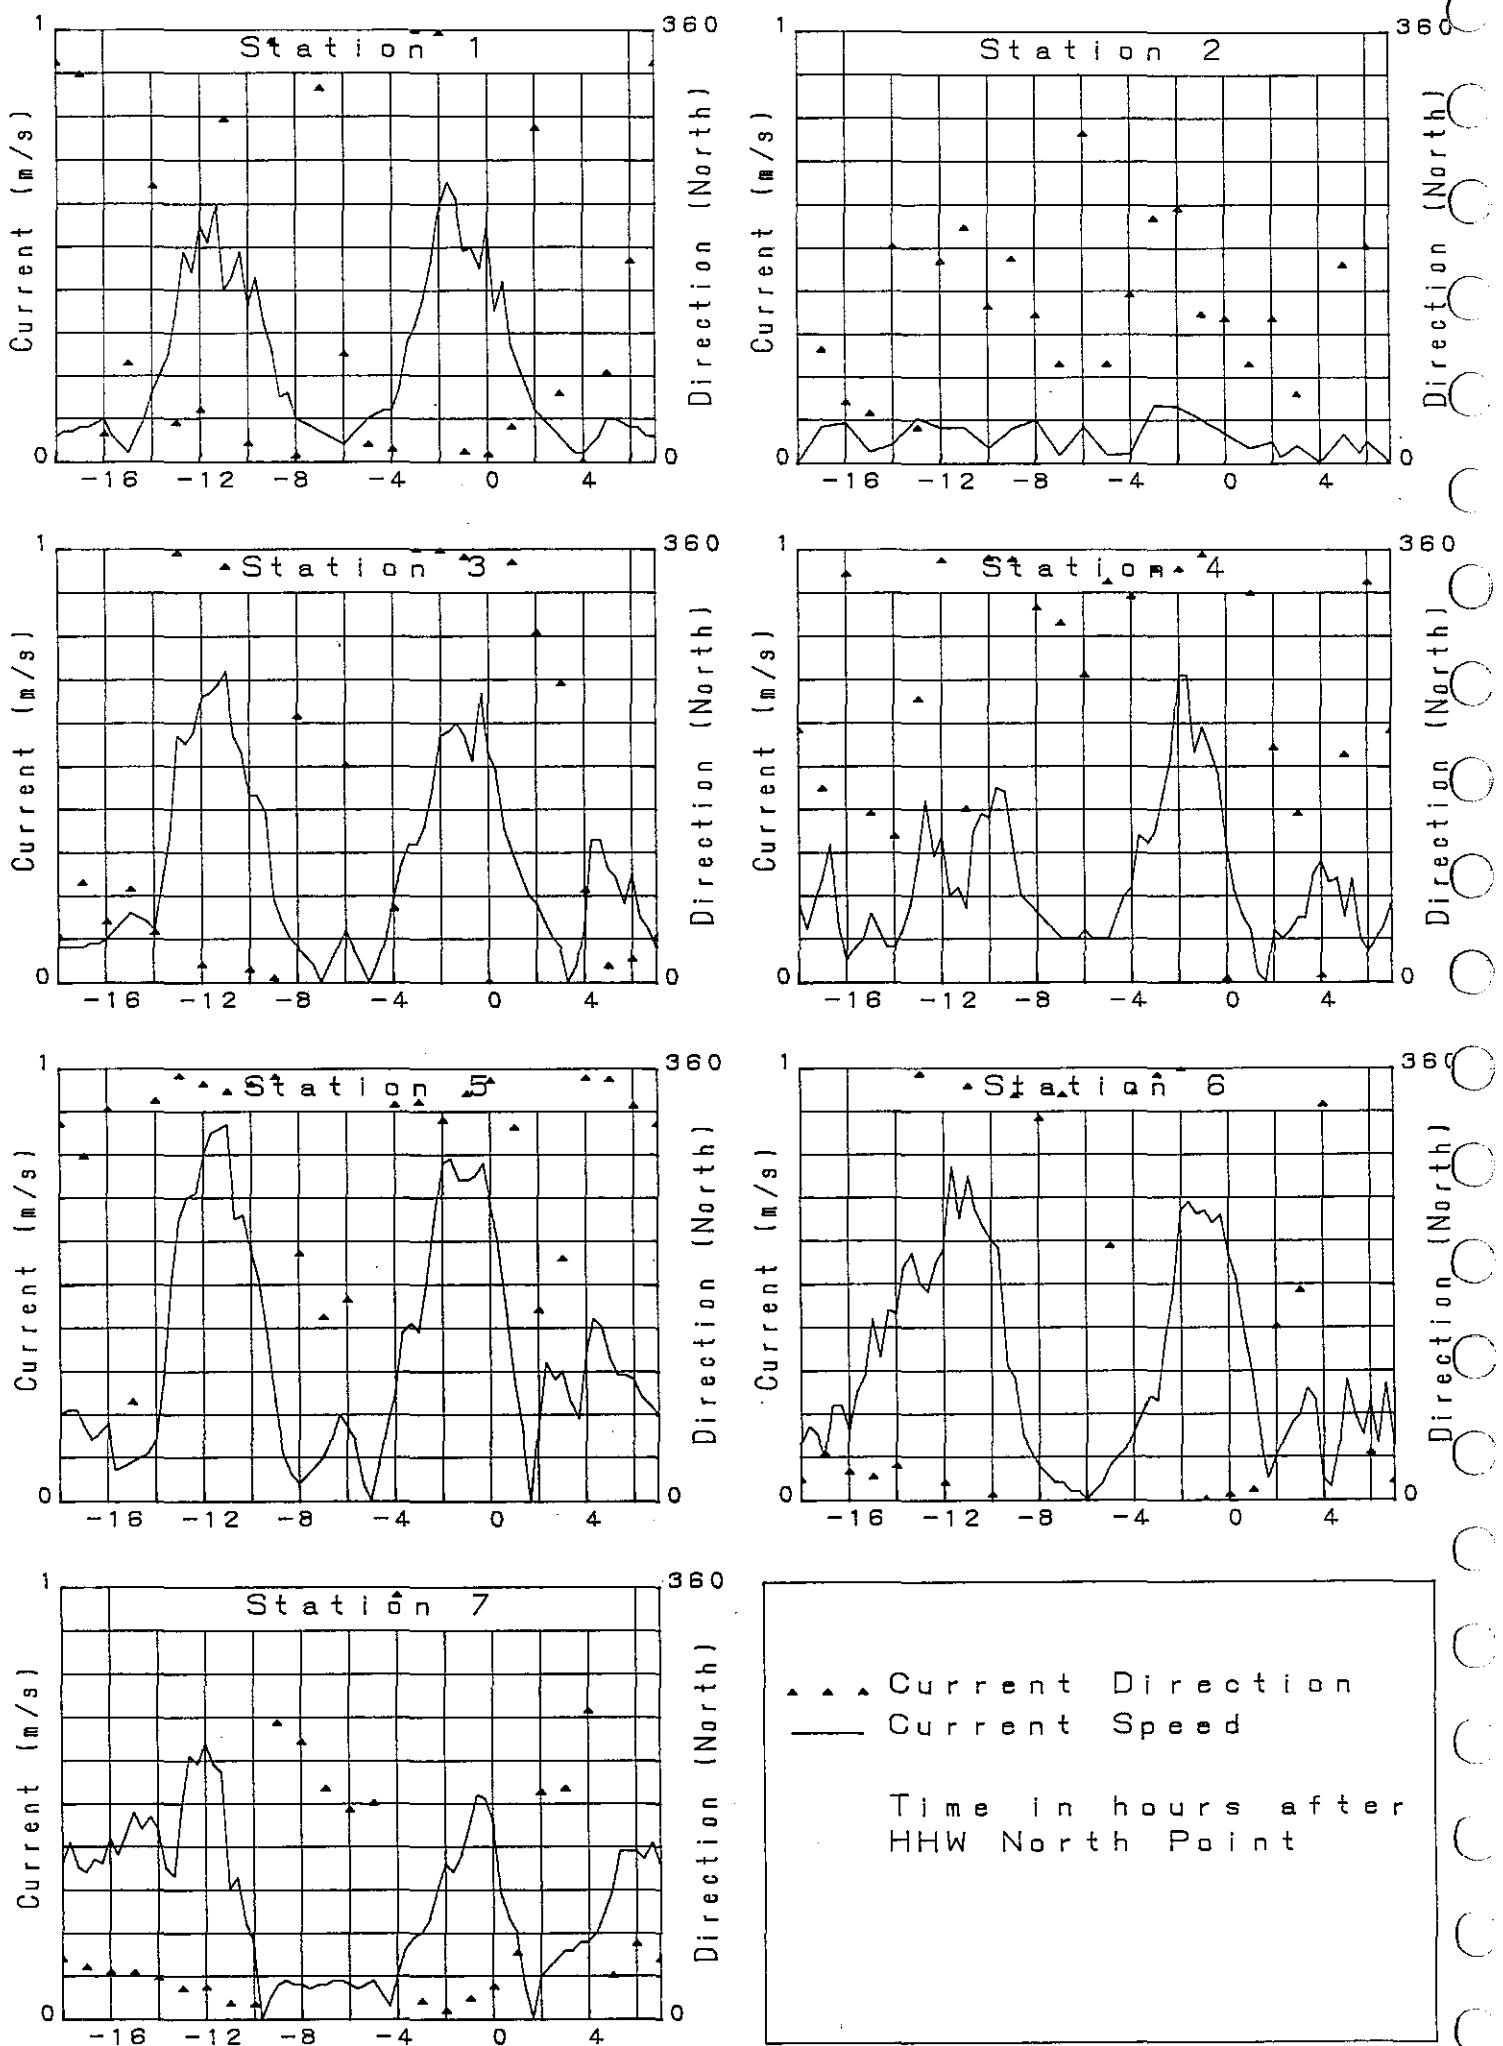 1 360 1 360
Station 1 Station 2
Current (m/s) Direction (North) Current (m/s) Direction (North)
0 0 0 0
-16 -12 -8 -4 0 4 -16 -12 -8 -4 0 4
1 360 1 360
Station 3 Station 4
Current (m/s) Direction (North) Current (m/s) Direction (North)
0 0 0 0
-16 -12 -8 -4 0 4 -16 -12 -8 -4 0 4
1 360 1 360
Station 5 Station 6
Current (m/s) Direction (North) Current (m/s) Direction (North)
0 0 0 0
-16 -12 -8 -4 0 4 -16 -12 -8 -4 0 4
1 360
Station 7
Current (m/s) Direction (North)
0 0
-16 -12 -8 -4 0 4
Current Direction
Current Speed
Time in hours after
HHW North Point